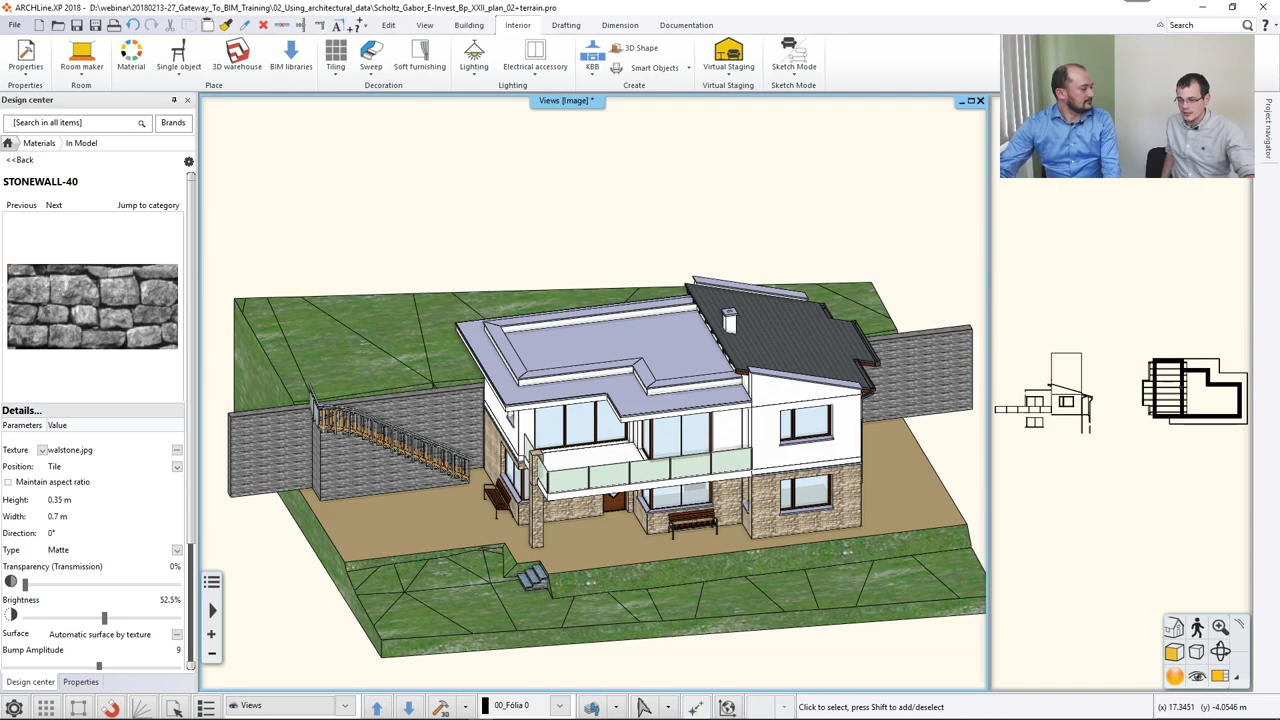 ARCHLine.XP 2018 - D:\webinar\20180213-27_Gateway_To_BIM_Training\02_Using_architectural_data\Scholtz_Gabor_E-Invest_Bp_XXII_plan_02+terrain.pro
Edit View Building Interior Drafting Dimension Documentation Search
Properties Room maker Material Single object 3D warehouse BIM libraries Tiling Sweep Soft furnishing Lighting Electrical accessory KBB 3D Shape Smart Objects Virtual Staging Sketch Mode
Properties Room Place Decoration Lighting Create Virtual Staging Sketch Mode
Design center
Views [Image] *
[Search in all items] Brands
Materials In Model
<<Back
STONEWALL-40
Previous Next Jump to category
Details...
Parameters Value
Texture walstone.jpg
Position: Tile
Maintain aspect ratio
Height: 0.35 m
Width: 0.7 m
Direction: 0°
Type Matte
Transparency (Transmission) 0%
Brightness 52.5%
Surface Automatic surface by texture
Bump Amplitude 9
Design center Properties
Project navigator
Views 3D 00_Fólia 0 Click to select, press Shift to add/deselect (x) 17.3451 (y) -4.0546 m